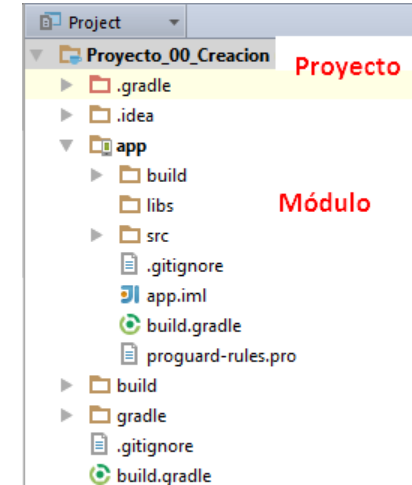 Project
Proyecto_00_Creacion
Proyecto
.gradle
.idea
app
build
libs
Módulo
src
.gitignore
app.iml
build.gradle
proguard-rules.pro
build
gradle
.gitignore
build.gradle